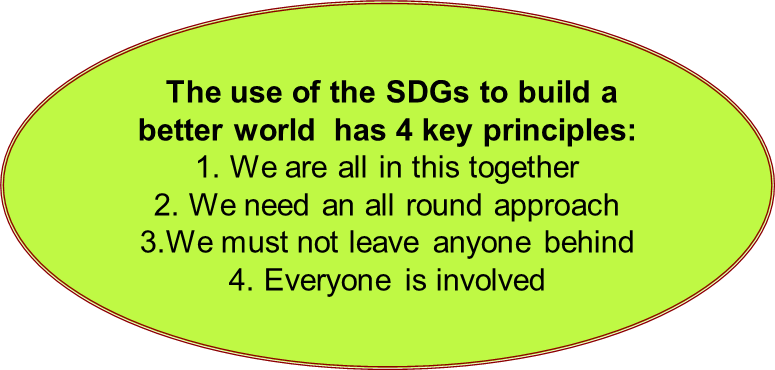 The use of the SDGs to build a
better world has 4 key principles:
1. We are all in this together
2. We need an all round approach
3.We must not leave anyone behind
4. Everyone is involved